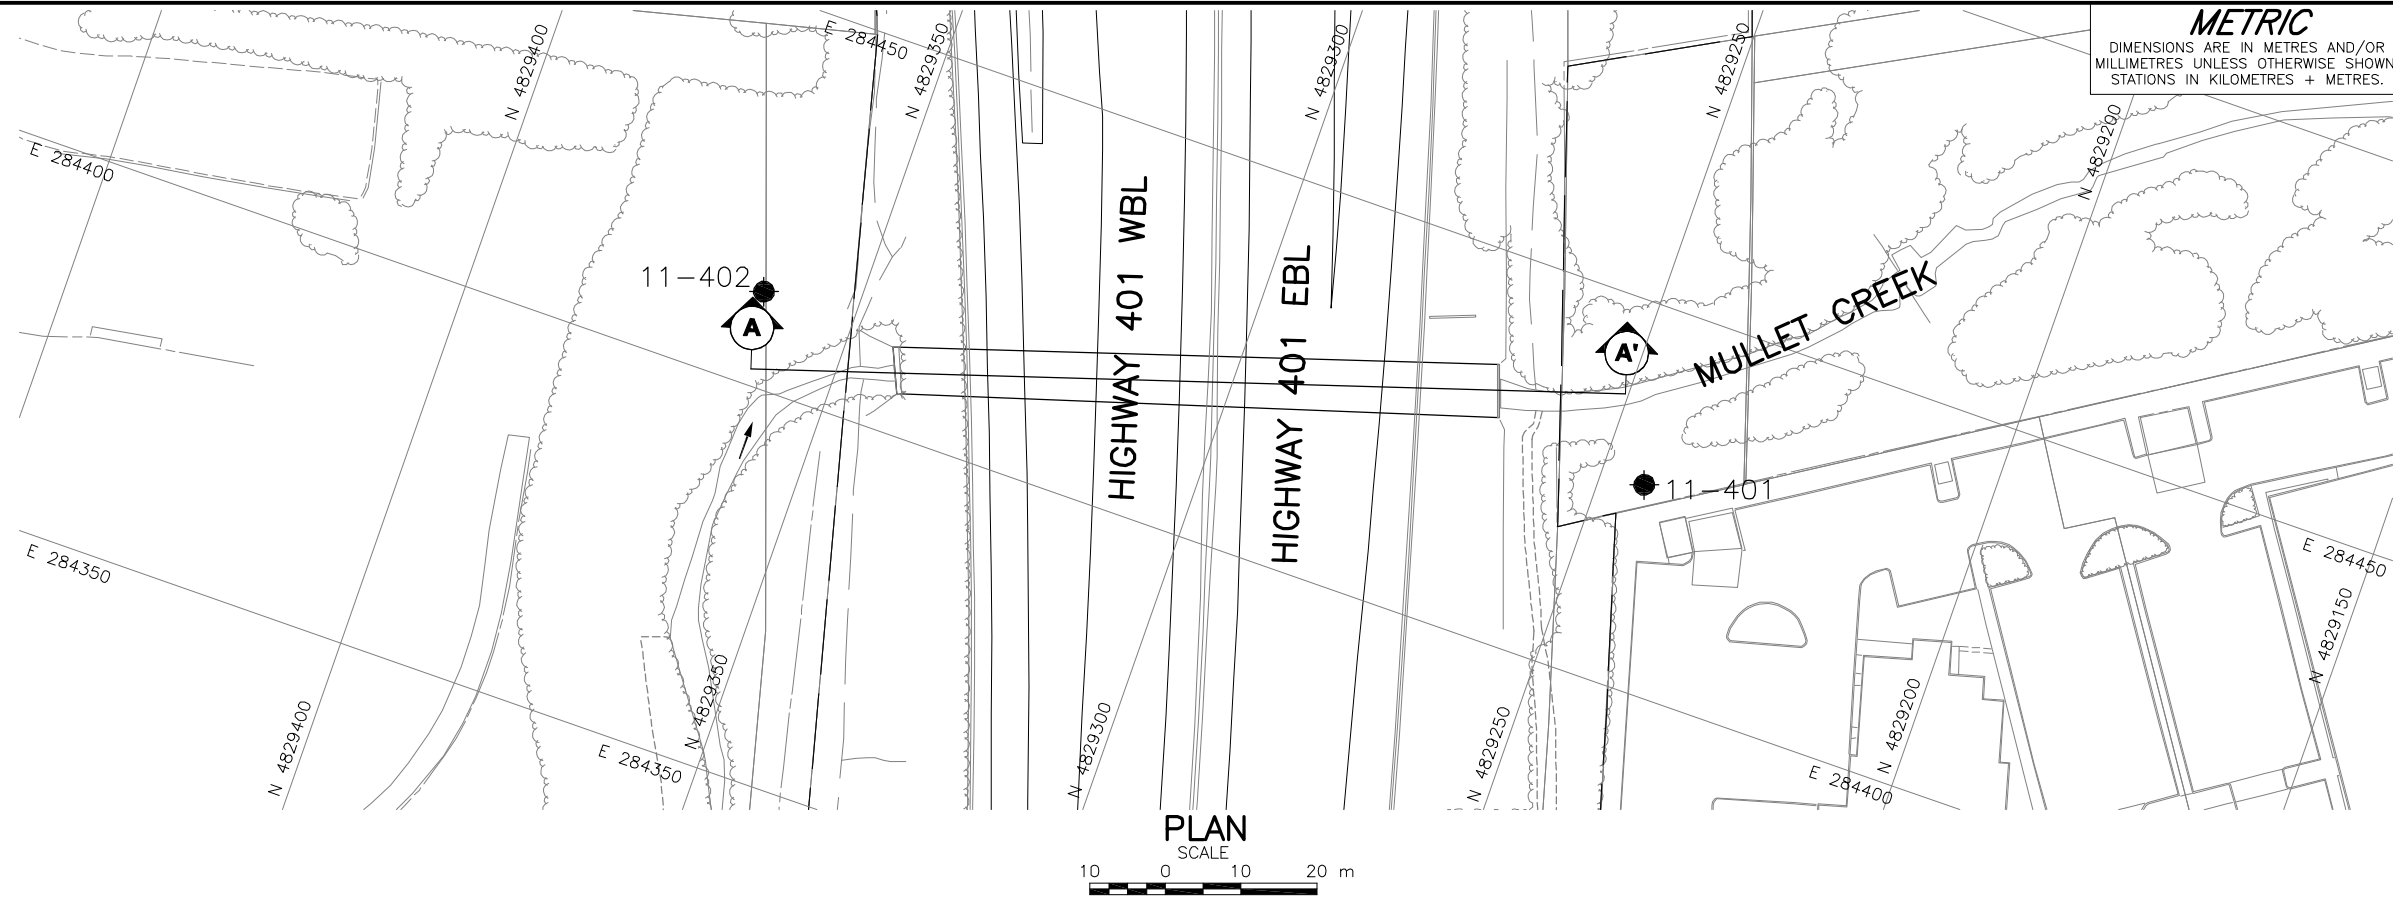 METRIC
DIMENSIONS ARE IN METRES AND/OR
MILLIMETRES UNLESS OTHERWISE SHOWN
STATIONS IN KILOMETRES + METRES.
N 4829400
E 284450
N 4829350
N 4829300
N 4829250
N 4829200
E 284400
11-402
A
HIGHWAY 401 WBL
HIGHWAY 401 EBL
A'
MULLET CREEK
11-401
E 284350
E 284450
N 4829150
N 4829400
N 4829350
E 284350
N 4829300
N 4829250
N 4829200
E 284400
PLAN
SCALE
10 0 10 20 m